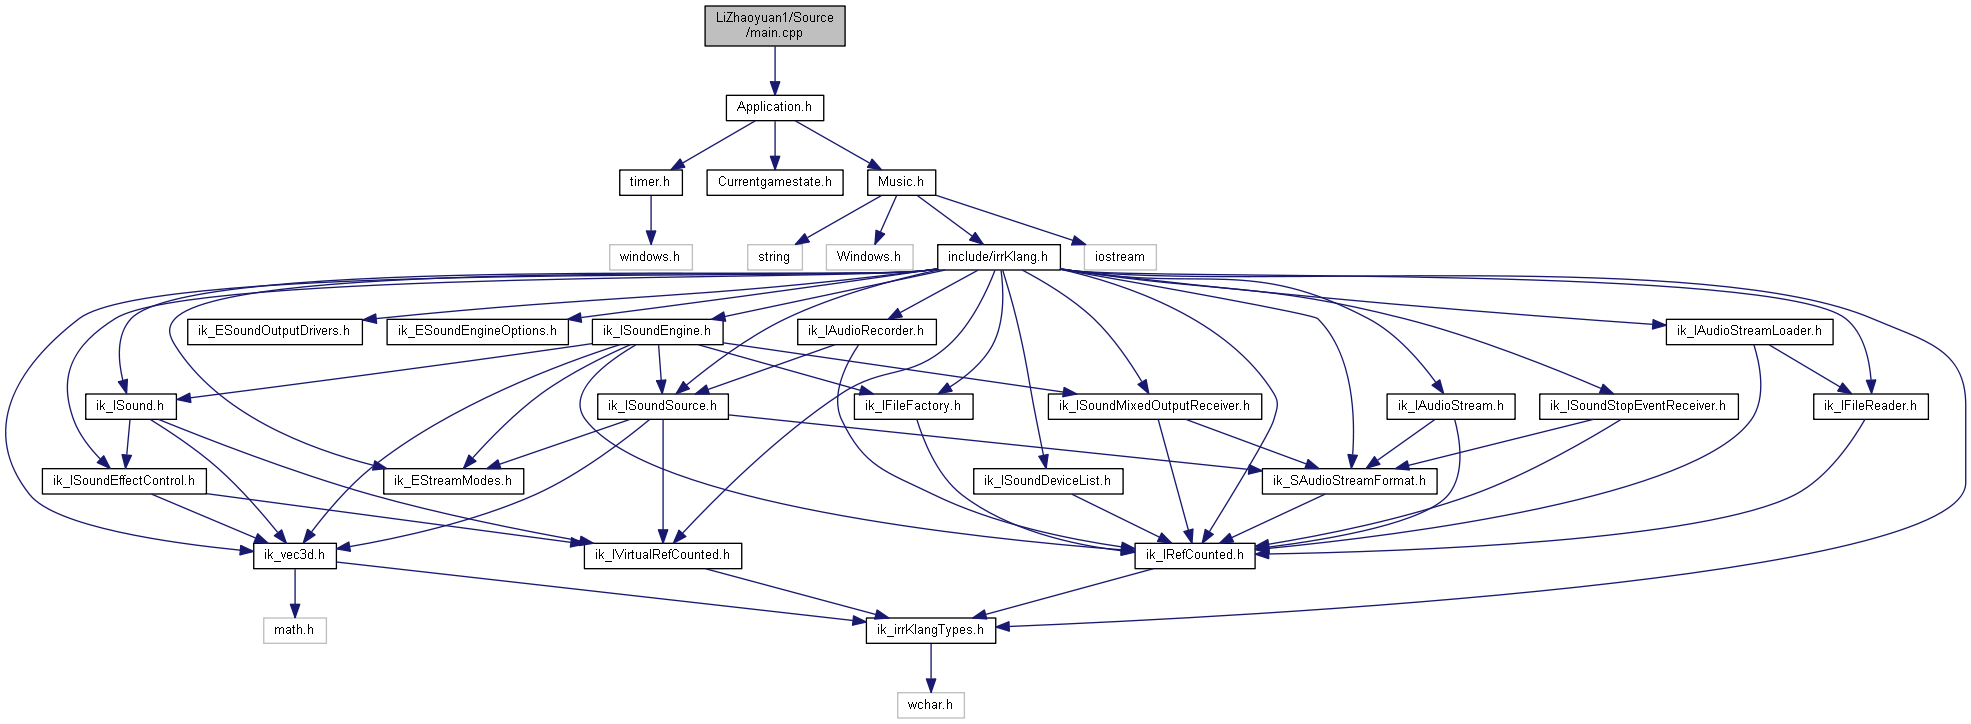 LiZhaoyuan1/Source
/main.cpp
Application.h
timer.h
Currentgamestate.h
Music.h
windows.h
string
Windows.h
include/irrKlang.h
iostream
ik_ESoundOutputDrivers.h
ik_ESoundEngineOptions.h
ik_ISoundEngine.h
ik_IAudioRecorder.h
ik_IAudioStreamLoader.h
ik_ISound.h
ik_ISoundSource.h
ik_IFileFactory.h
ik_ISoundMixedOutputReceiver.h
ik_IAudioStream.h
ik_ISoundStopEventReceiver.h
ik_IFileReader.h
ik_ISoundEffectControl.h
ik_EStreamModes.h
ik_ISoundDeviceList.h
ik_SAudioStreamFormat.h
ik_vec3d.h
ik_IVirtualRefCounted.h
ik_IRefCounted.h
math.h
ik_irrKlangTypes.h
wchar.h